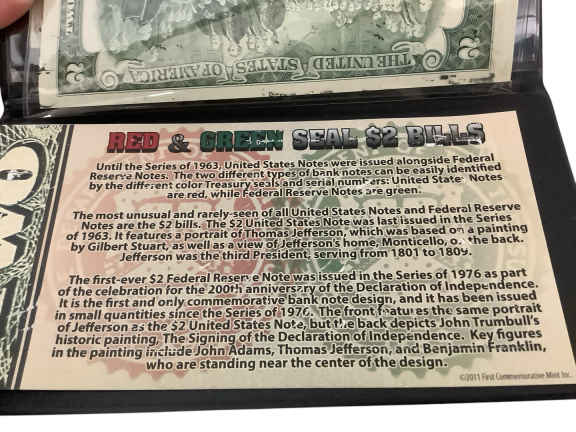 THE UNITED STATES OF AMERICA
2
2
RED & GREEN SEAL $2 BILLS
Until the Series of 1963, United States Notes were issued alongside Federal
Reserve Notes. The two different types of bank notes can be easily identified
by the different color Treasury seals and serial numbers: United States Notes
are red, while Federal Reserve Notes are green.
The most unusual and rarely-seen of all United States Notes and Federal Reserve
Notes are the $2 bills. The $2 United States Note was last issued in the Series
of 1963. It features a portrait of Thomas Jefferson, which was based on a painting
by Gilbert Stuart, as well as a view of Jefferson's home, Monticello, on the back.
Jefferson was the third President, serving from 1801 to 1809.
The first-ever $2 Federal Reserve Note was issued in the Series of 1976 as part
of the celebration for the 200th anniversary of the Declaration of Independence.
It is the first and only commemorative bank note design, and it has been issued
in small quantities since the Series of 1976. The front features the same portrait
of Jefferson as the $2 United States Note, but the back depicts John Trumbull's
historic painting, The Signing of the Declaration of Independence. Key figures
in the painting include John Adams, Thomas Jefferson, and Benjamin Franklin,
who are standing near the center of the design.
©2011 First Commemorative Mint Inc.